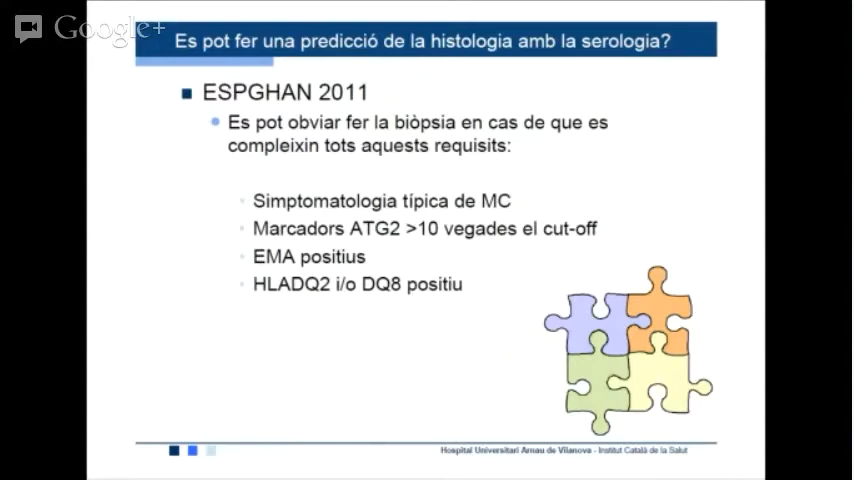 Google+
Es pot fer una predicció de la histologia amb la serologia?
ESPGHAN 2011
Es pot obviar fer la biòpsia en cas de que es
compleixin tots aquests requisits:
Simptomatologia típica de MC
Marcadors ATG2 >10 vegades el cut-off
EMA positius
HLADQ2 i/o DQ8 positiu
Hospital Universitari Arnau de Vilanova - Institut Català de la Salut